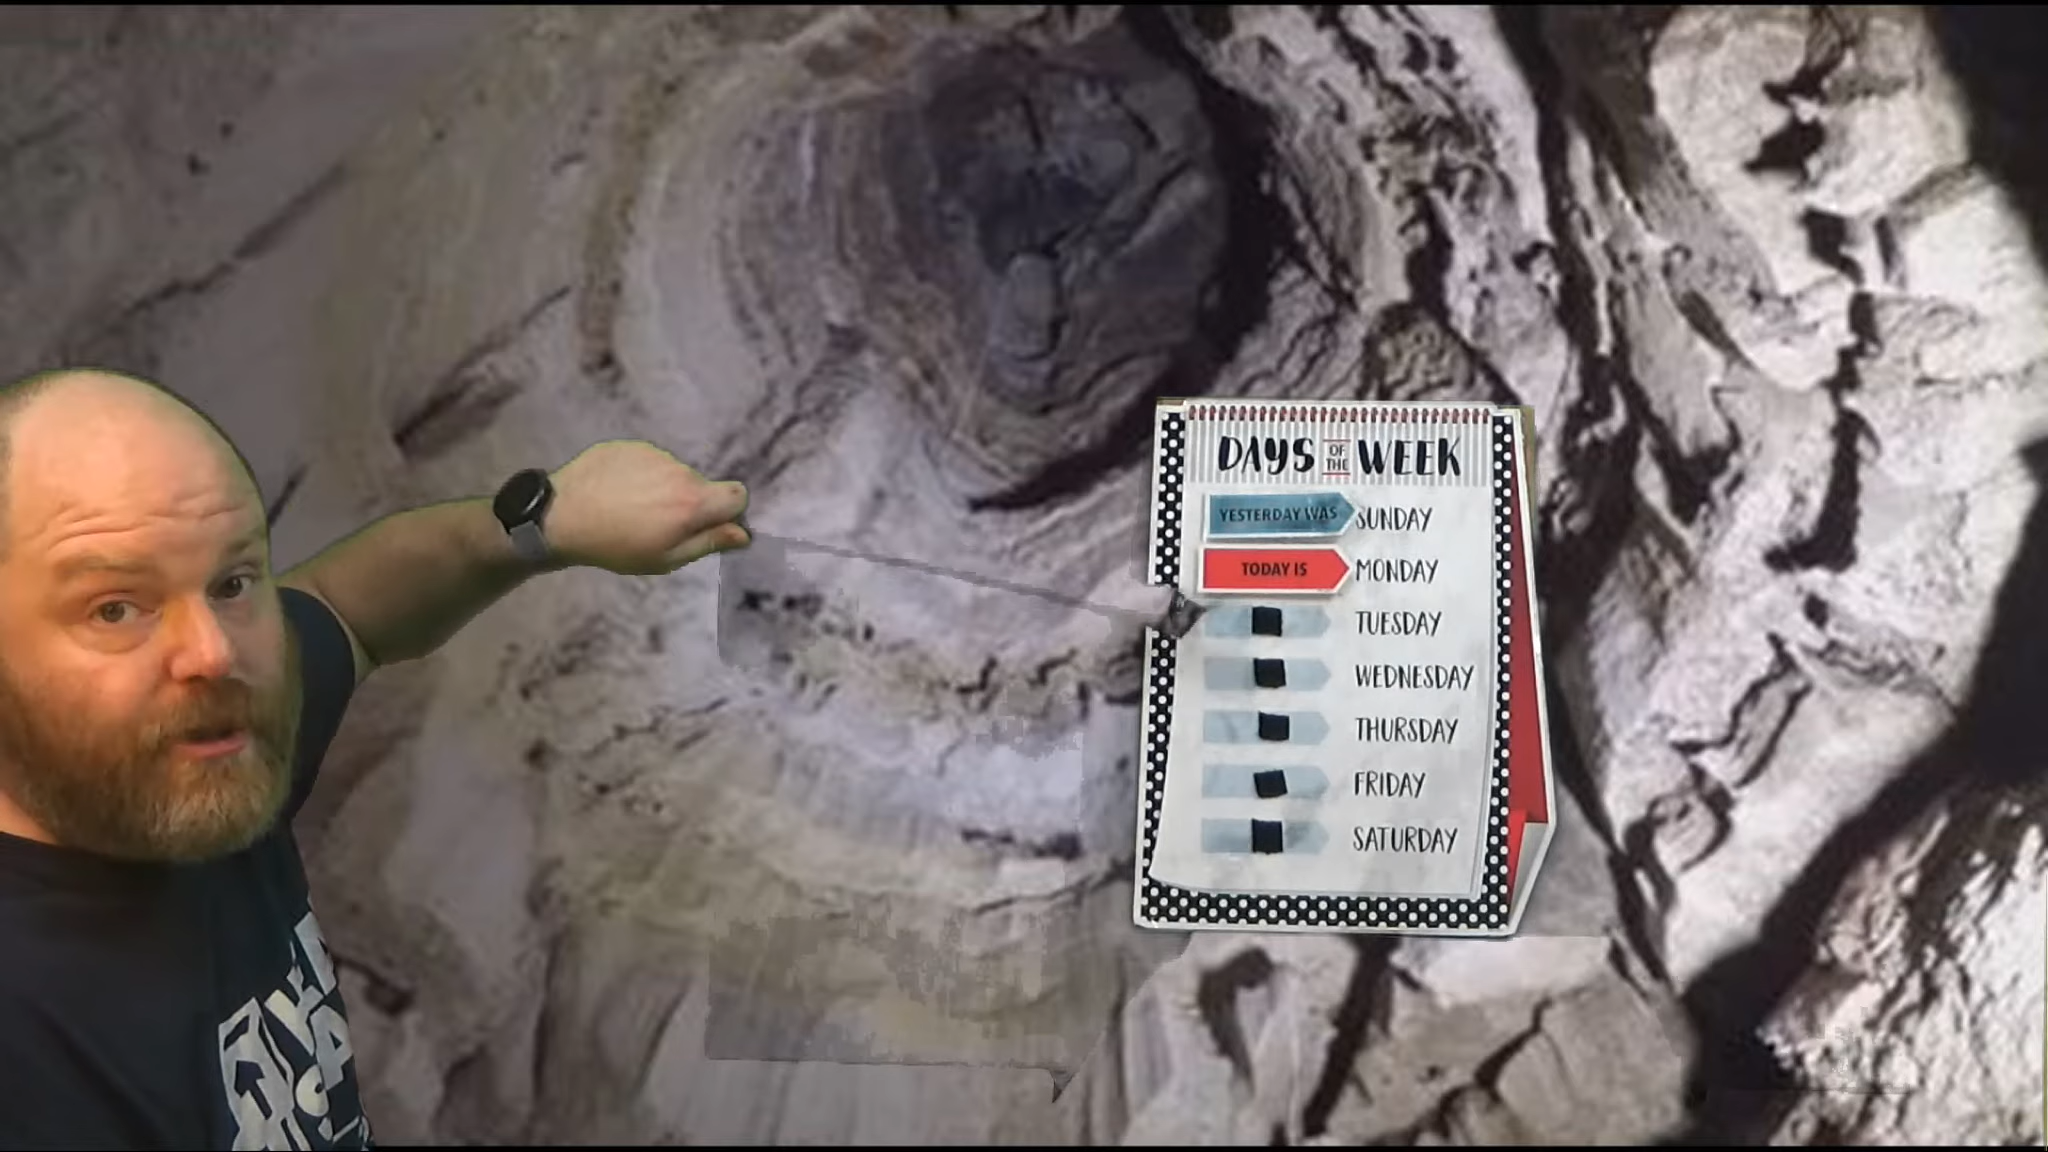 DAYS OF THE WEEK
YESTERDAY WAS SUNDAY
TODAY IS MONDAY
TUESDAY
WEDNESDAY
THURSDAY
FRIDAY
SATURDAY